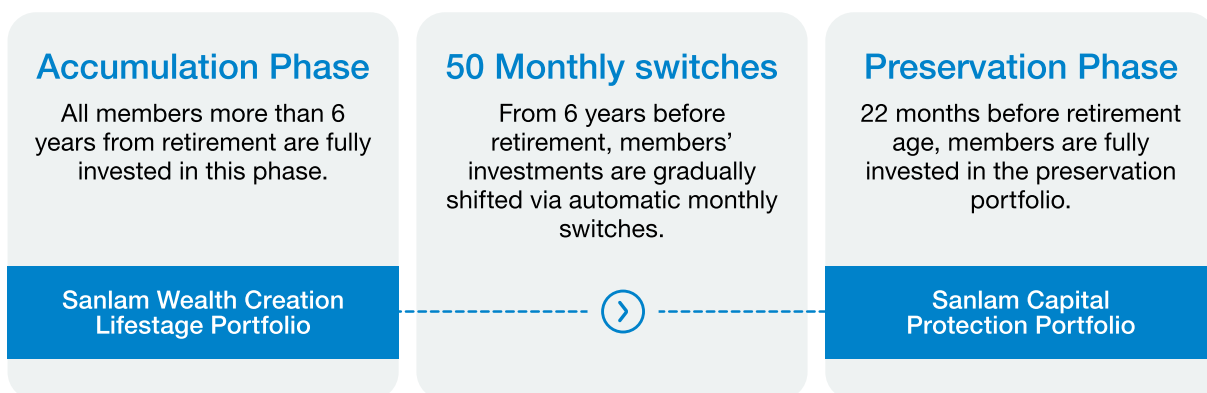 Accumulation Phase
All members more than 6
years from retirement are fully
invested in this phase.
Sanlam Wealth Creation
Lifestage Portfolio
50 Monthly switches
From 6 years before
retirement, members’
investments are gradually
shifted via automatic monthly
switches.
Preservation Phase
22 months before retirement
age, members are fully
invested in the preservation
portfolio.
Sanlam Capital
Protection Portfolio